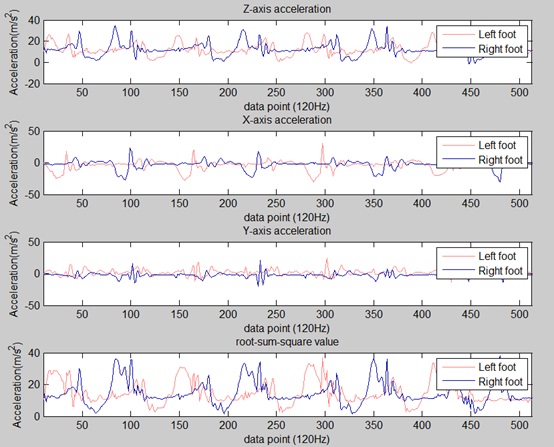 Z-axis acceleration
Acceleration(m/s²)
40
20
0
-20
Left foot
Right foot
50 100 150 200 250 300 350 400 450 500
data point (120Hz)
X-axis acceleration
Acceleration(m/s²)
50
0
-50
Left foot
Right foot
50 100 150 200 250 300 350 400 450 500
data point (120Hz)
Y-axis acceleration
Acceleration(m/s²)
50
0
-50
Left foot
Right foot
50 100 150 200 250 300 350 400 450 500
data point (120Hz)
root-sum-square value
Acceleration(m/s²)
40
20
0
Left foot
Right foot
50 100 150 200 250 300 350 400 450 500
data point (120Hz)